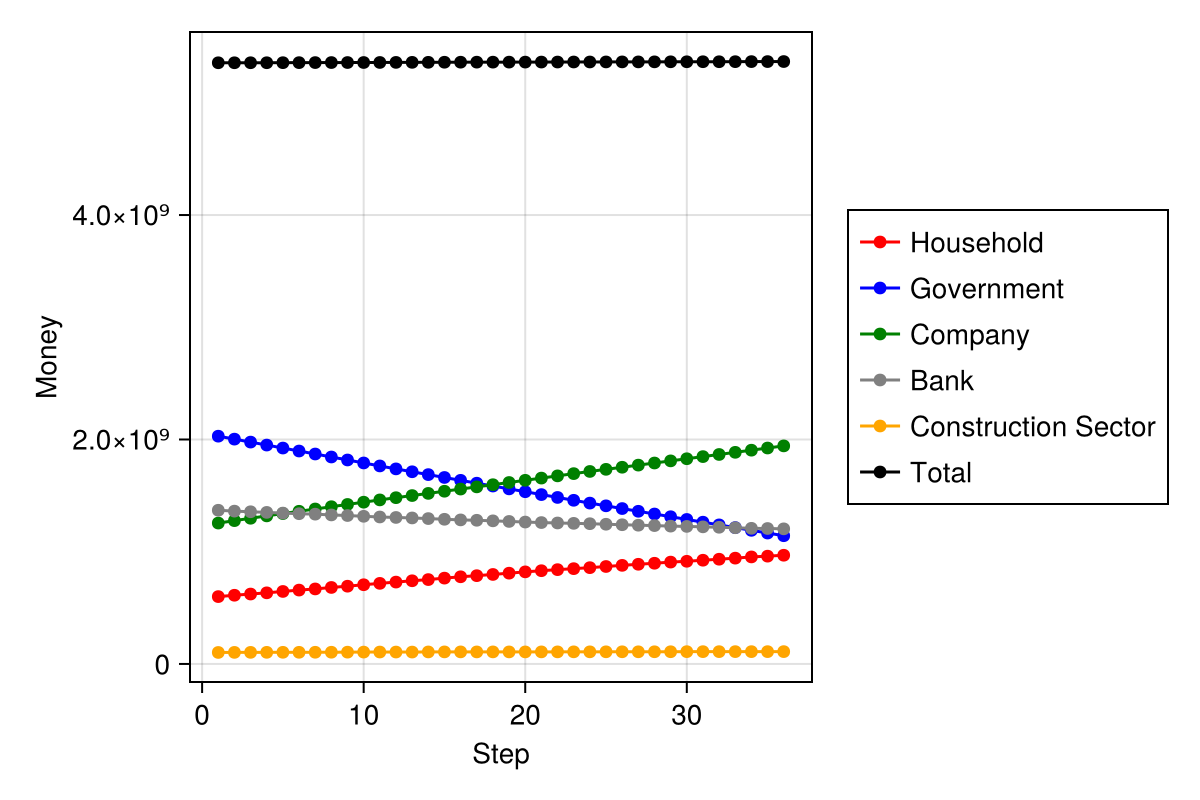 Money
4.0×10⁹
2.0×10⁹
0
0 10 20 30
Step
Household
Government
Company
Bank
Construction Sector
Total